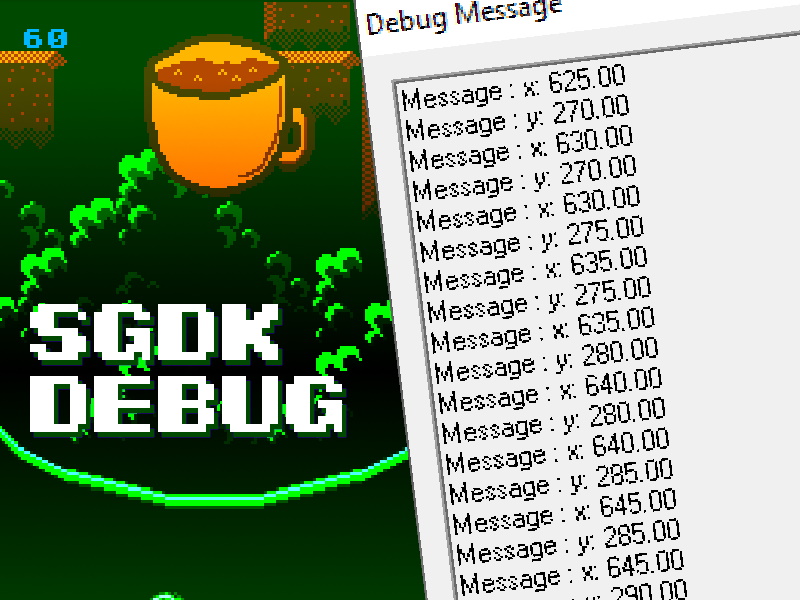 60
SGDK
DEBUG
Debug Message
Message : x: 625.00
Message : y: 270.00
Message : x: 630.00
Message : y: 270.00
Message : x: 630.00
Message : y: 275.00
Message : x: 635.00
Message : y: 275.00
Message : x: 635.00
Message : y: 280.00
Message : x: 640.00
Message : y: 280.00
Message : x: 640.00
Message : y: 285.00
Message : x: 645.00
Message : y: 285.00
Message : x: 645.00
y: 290.00